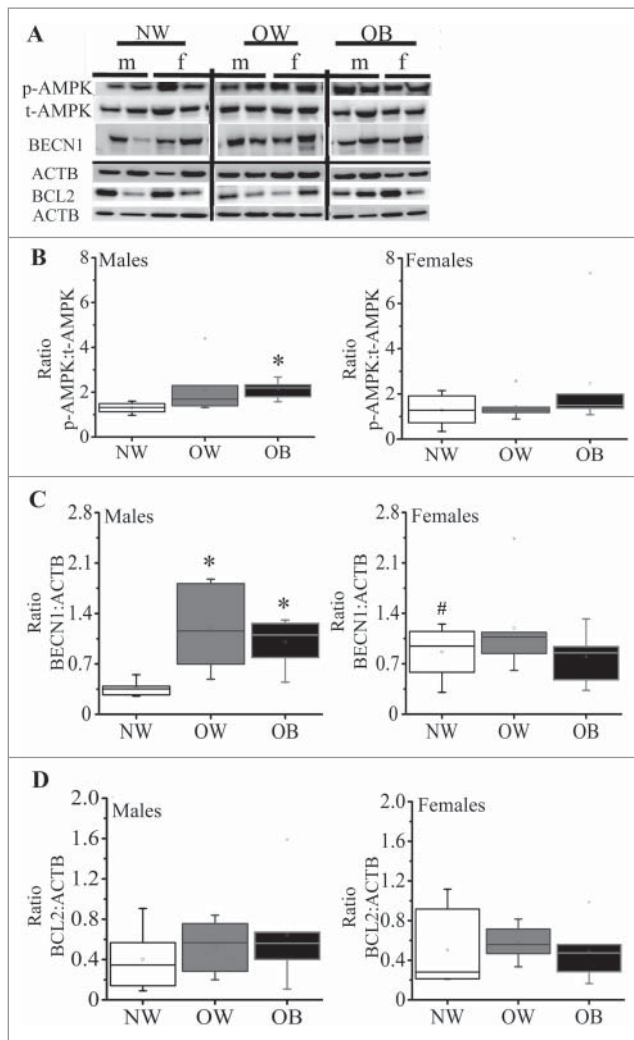 A
NW OW OB
m f m f m f
p-AMPK
t-AMPK
BECN1
ACTB
BCL2
ACTB
B
Males
Ratio
p-AMPK:t-AMPK
8
6
4
2
0
*
NW OW OB
Females
Ratio
p-AMPK:t-AMPK
8
6
4
2
0
NW OW OB
C
Males
Ratio
BECN1:ACTB
2.8
2.1
1.4
0.7
0
* *
NW OW OB
Females
Ratio
BECN1:ACTB
2.8
2.1
1.4
0.7
0
#
NW OW OB
D
Males
Ratio
BCL2:ACTB
2.0
1.6
1.2
0.8
0.4
0
NW OW OB
Females
Ratio
BCL2:ACTB
2.0
1.6
1.2
0.8
0.4
0
NW OW OB